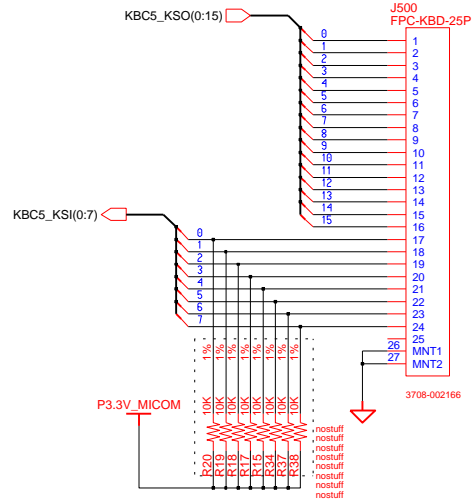 J500
FPC-KBD-25P
KBC5_KSO(0:15)
0 1
1 2
2 3
3 4
4 5
5 6
6 7
7 8
8 9
9 10
10 11
11 12
12 13
13 14
14 15
15 16
KBC5_KSI(0:7)
0 17
1 18
2 19
3 20
4 21
5 22
6 23
7 24
25
26 MNT1
27 MNT2
3708-002166
1% 1% 1% 1% 1% 1% 1% 1%
10K 10K 10K 10K 10K 10K 10K 10K
P3.3V_MICOM
R20 R19 R18 R17 R15 R34 R37 R38
nostuff
nostuff
nostuff
nostuff
nostuff
nostuff
nostuff
nostuff